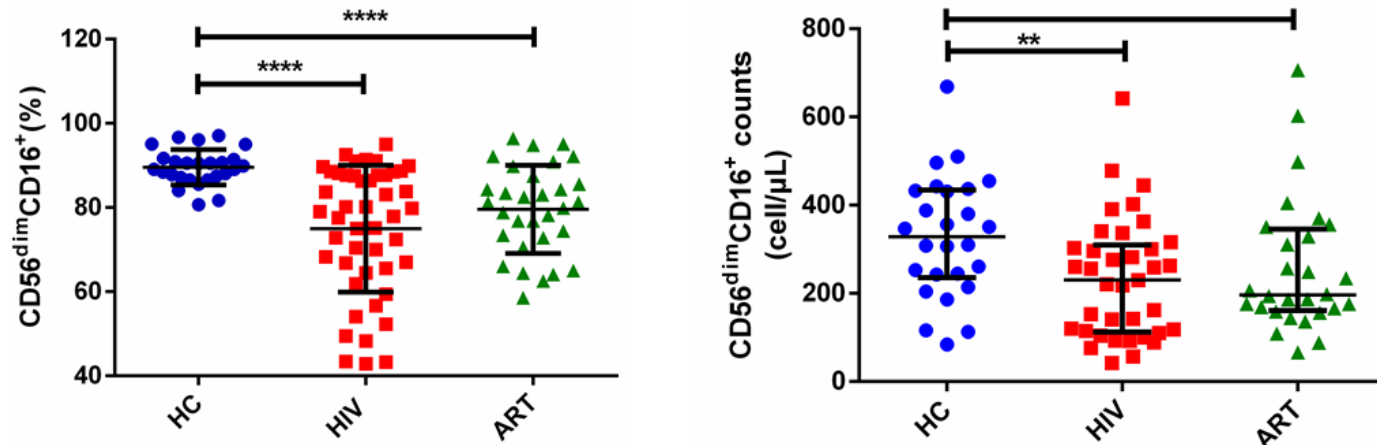 ****
****
120
100
80
60
40
CD56dimCD16+(%)
HC
HIV
ART
**
800
600
400
200
0
CD56dimCD16+ counts
(cell/μL)
HC
HIV
ART